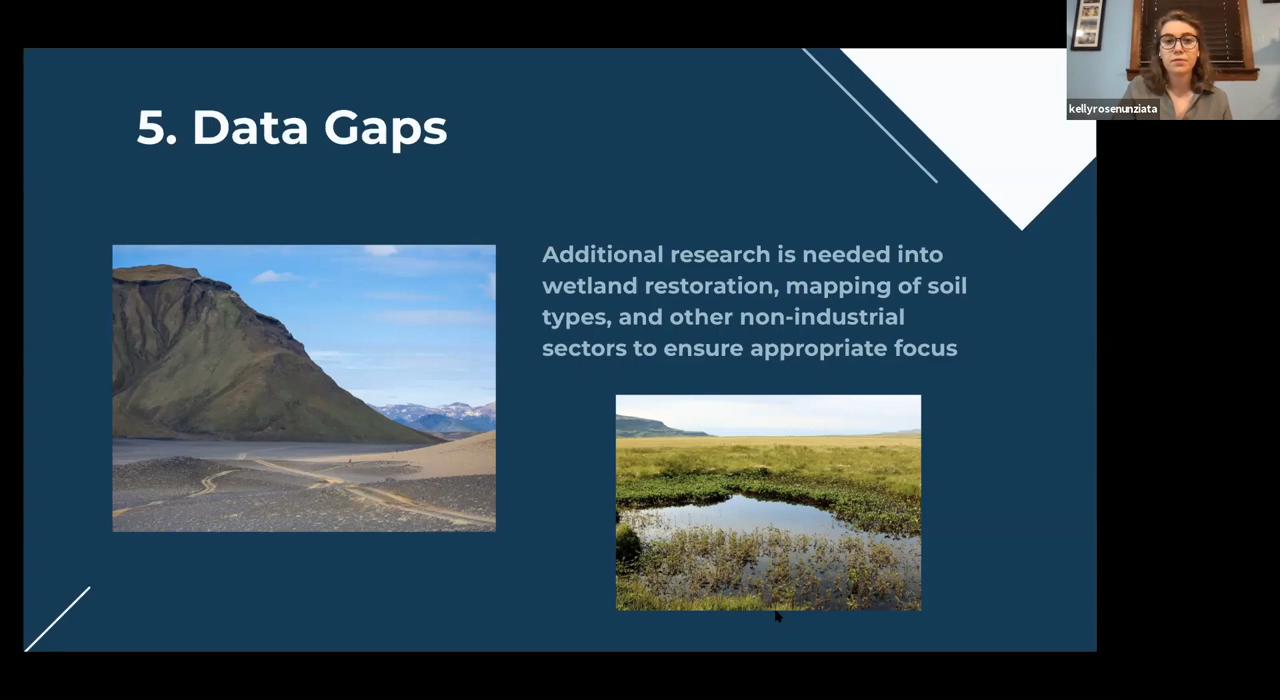 kellyrosenunziata
5. Data Gaps
Additional research is needed into
wetland restoration, mapping of soil
types, and other non-industrial
sectors to ensure appropriate focus